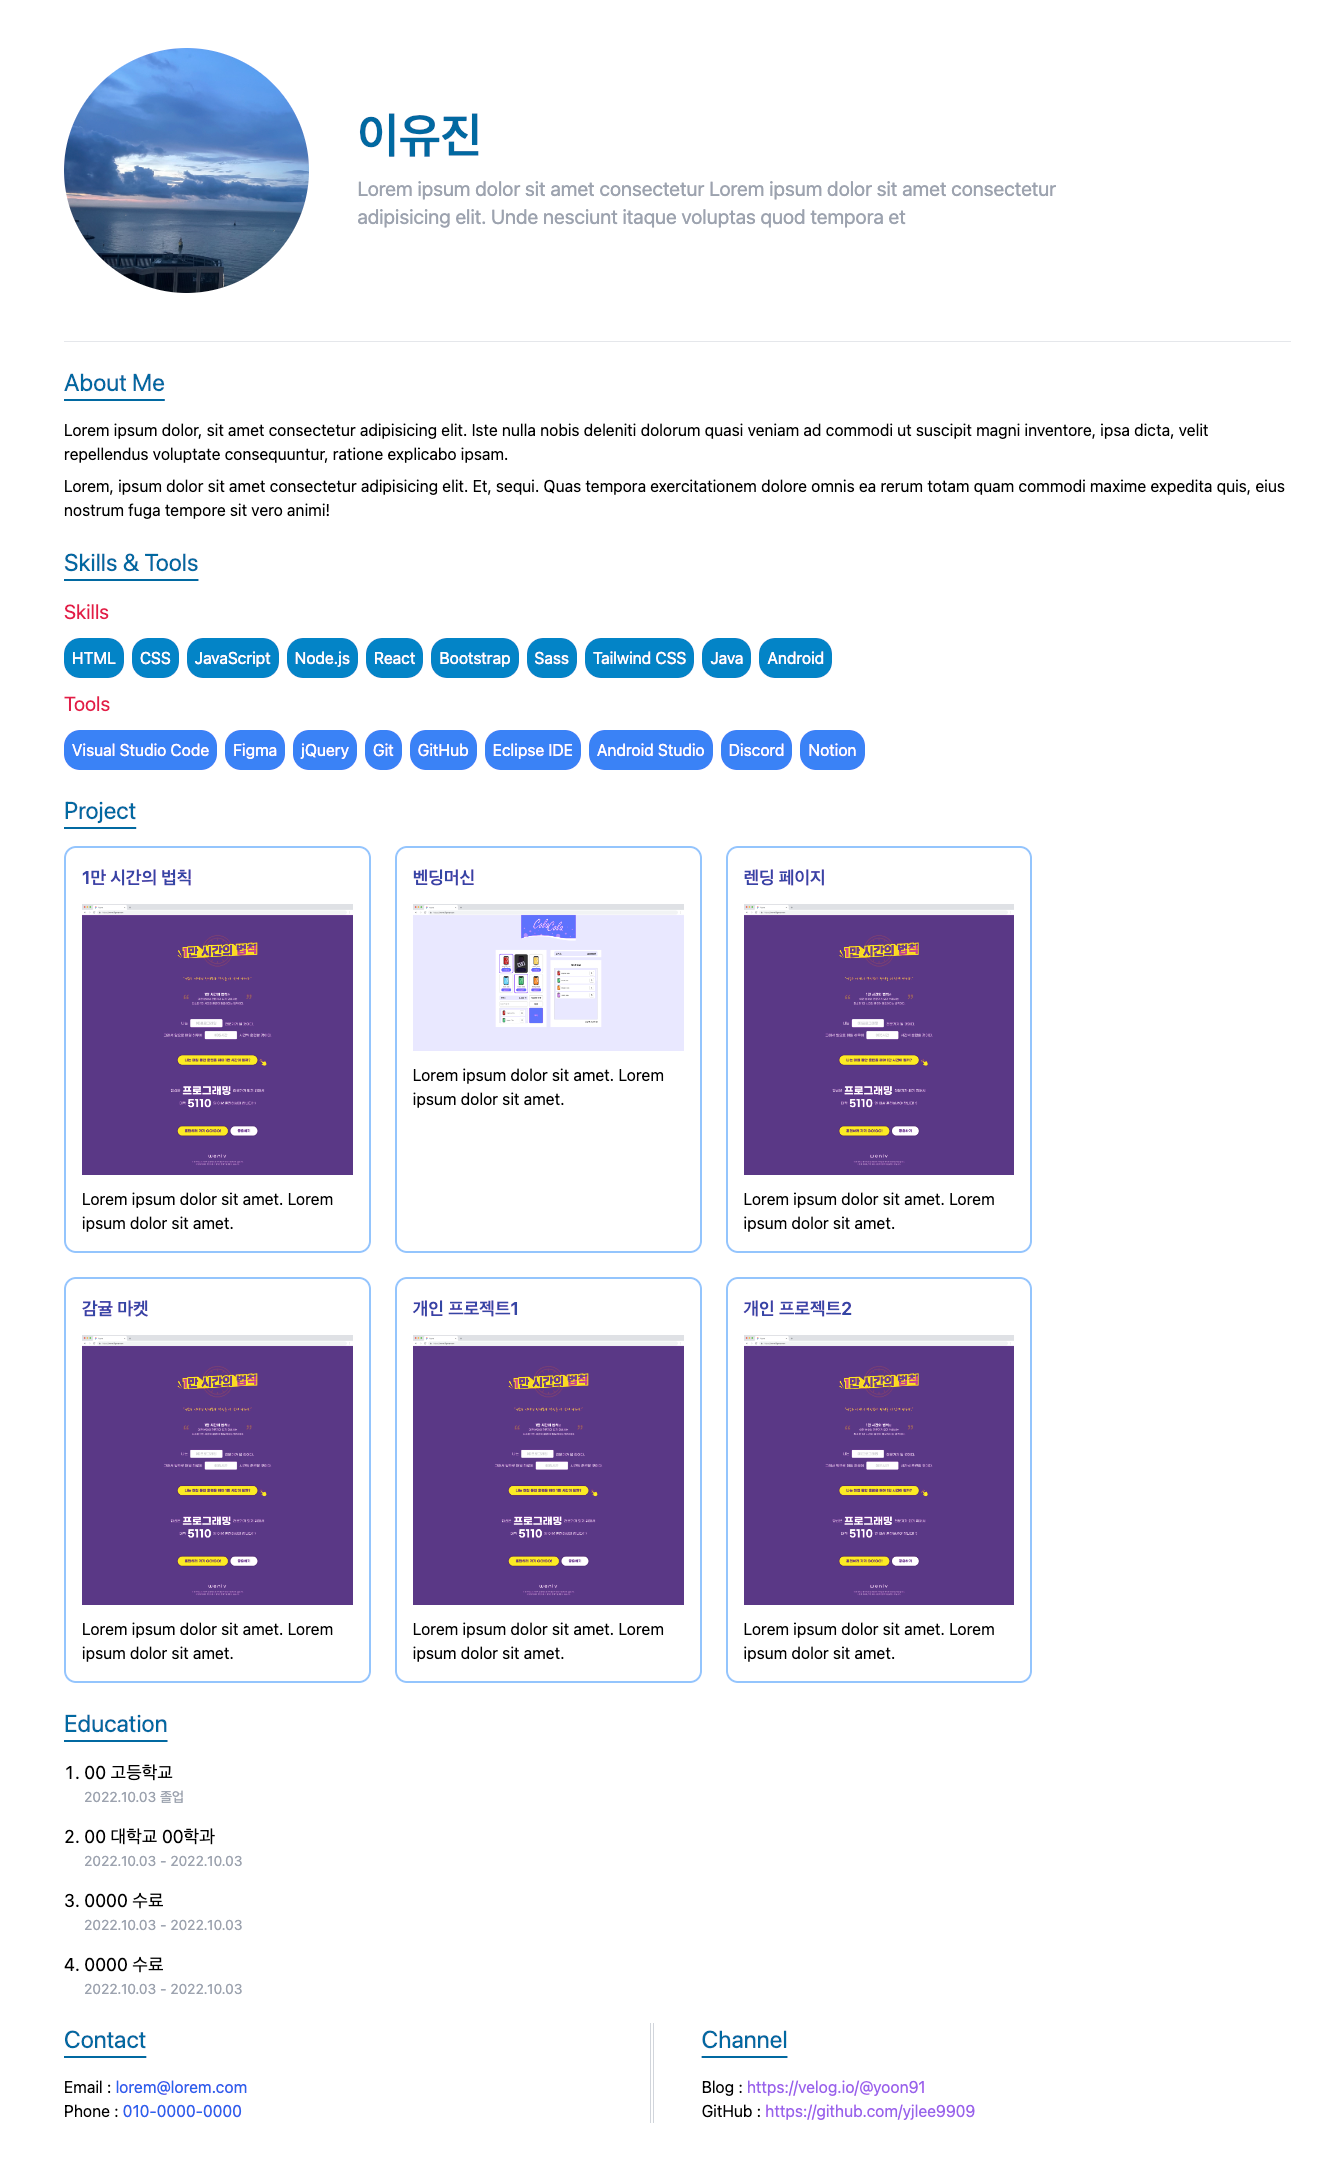 이유진
Lorem ipsum dolor sit amet consectetur Lorem ipsum dolor sit amet consectetur
adipisicing elit. Unde nesciunt itaque voluptas quod tempora et
About Me
Lorem ipsum dolor, sit amet consectetur adipisicing elit. Iste nulla nobis deleniti dolorum quasi veniam ad commodi ut suscipit magni inventore, ipsa dicta, velit
repellendus voluptate consequuntur, ratione explicabo ipsam.
Lorem, ipsum dolor sit amet consectetur adipisicing elit. Et, sequi. Quas tempora exercitationem dolore omnis ea rerum totam quam commodi maxime expedita quis, eius
nostrum fuga tempore sit vero animi!
Skills & Tools
Skills
HTML CSS JavaScript Node.js React Bootstrap Sass Tailwind CSS Java Android
Tools
Visual Studio Code Figma jQuery Git GitHub Eclipse IDE Android Studio Discord Notion
Project
1만 시간의 법칙
1만 시간의 법칙
프로그래밍
5110
weniv
Lorem ipsum dolor sit amet. Lorem
ipsum dolor sit amet.
벤딩머신
Lorem ipsum dolor sit amet. Lorem
ipsum dolor sit amet.
렌딩 페이지
1만 시간의 법칙
프로그래밍
5110
weniv
Lorem ipsum dolor sit amet. Lorem
ipsum dolor sit amet.
감귤 마켓
1만 시간의 법칙
프로그래밍
5110
weniv
Lorem ipsum dolor sit amet. Lorem
ipsum dolor sit amet.
개인 프로젝트1
1만 시간의 법칙
프로그래밍
5110
weniv
Lorem ipsum dolor sit amet. Lorem
ipsum dolor sit amet.
개인 프로젝트2
1만 시간의 법칙
프로그래밍
5110
weniv
Lorem ipsum dolor sit amet. Lorem
ipsum dolor sit amet.
Education
1. 00 고등학교
2022.10.03 졸업
2. 00 대학교 00학과
2022.10.03 - 2022.10.03
3. 0000 수료
2022.10.03 - 2022.10.03
4. 0000 수료
2022.10.03 - 2022.10.03
Contact
Email : lorem@lorem.com
Phone : 010-0000-0000
Channel
Blog : https://velog.io/@yoon91
GitHub : https://github.com/yjlee9909